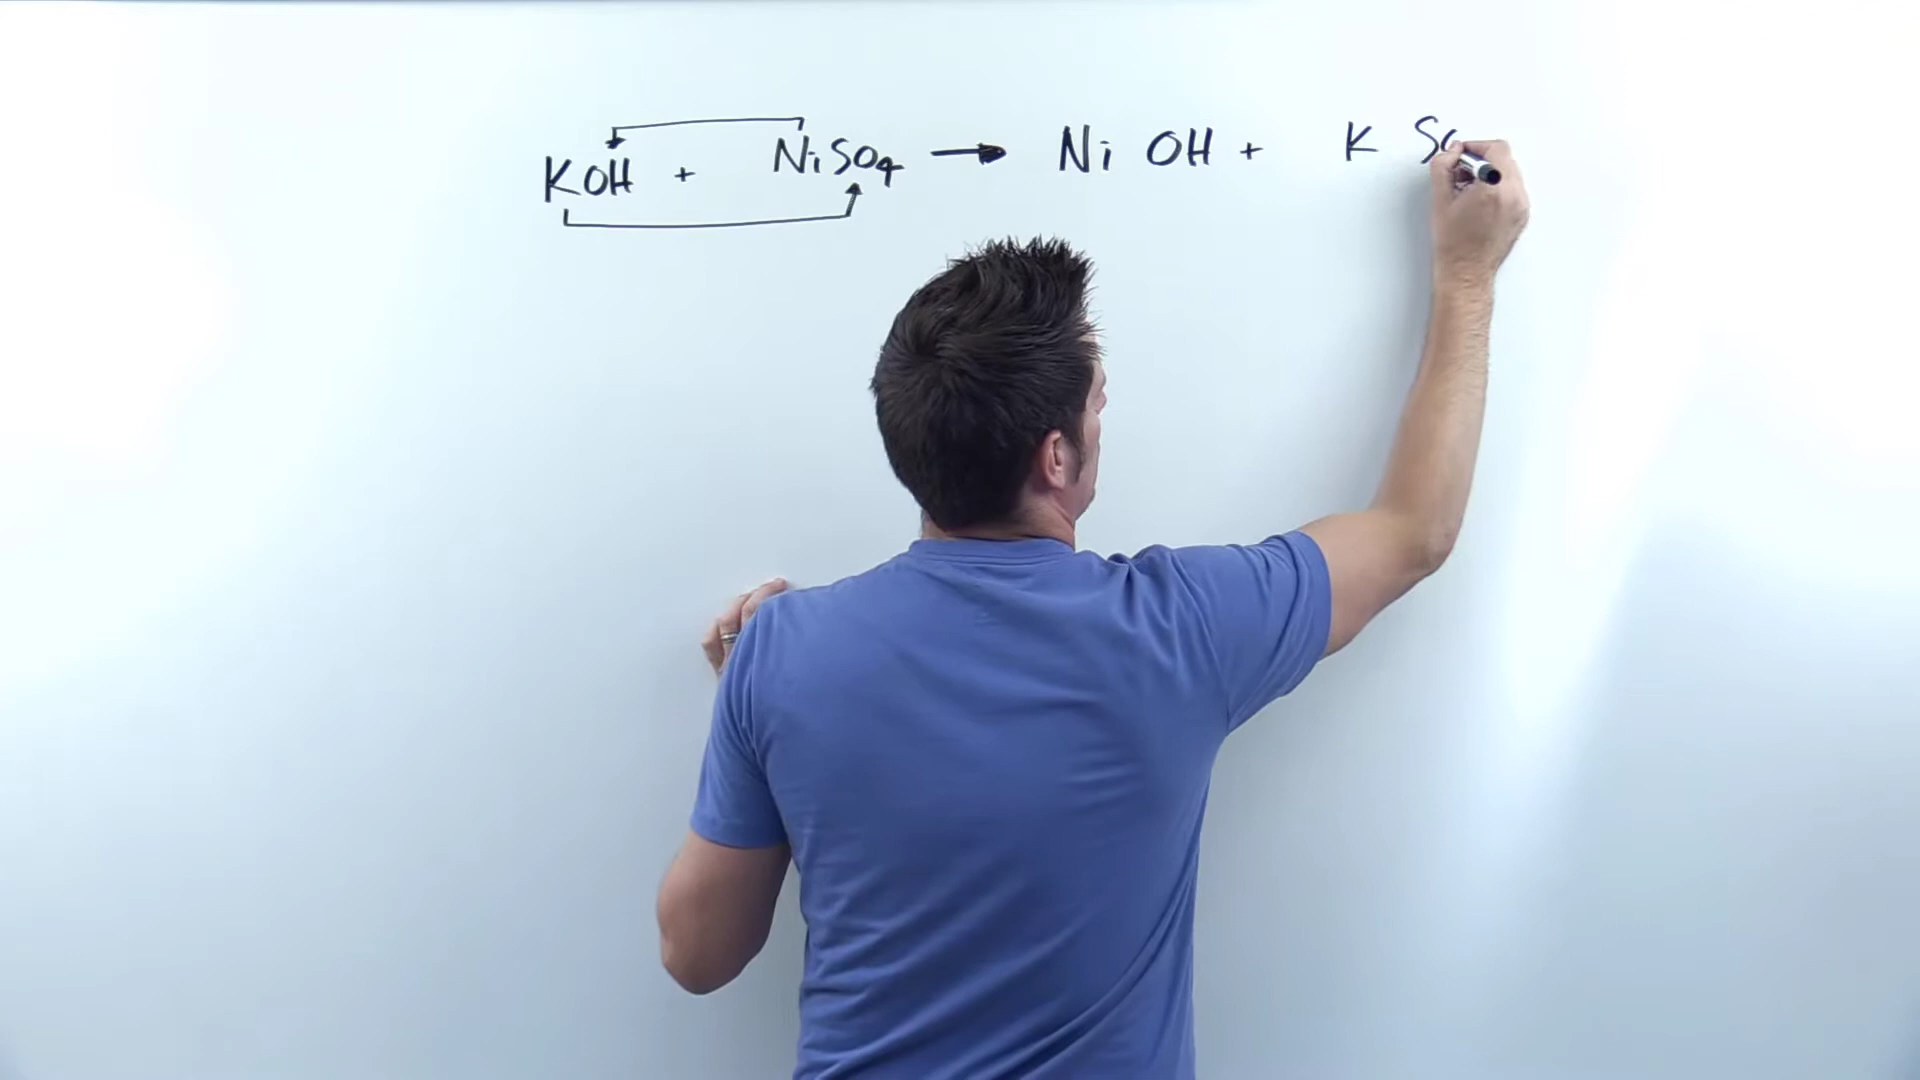 KOH + NiSO₄ → Ni OH + K SO